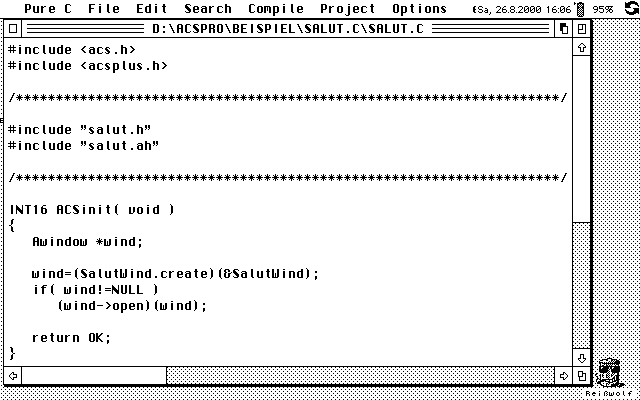 Pure C File Edit Search Compile Project Options Sa, 26.8.2000 16:06 95%
D:\ACSPRO\BEISPIEL\SALUT.C\SALUT.C
#include <acs.h>
#include <acsplus.h>
/********************************************************************/
#include "salut.h"
#include "salut.ah"
/********************************************************************/
INT16 ACSinit( void )
{
Awindow *wind;
wind=(SalutWind.create)(&SalutWind);
if( wind!=NULL )
(wind->open)(wind);
return OK;
}
Reißwolf